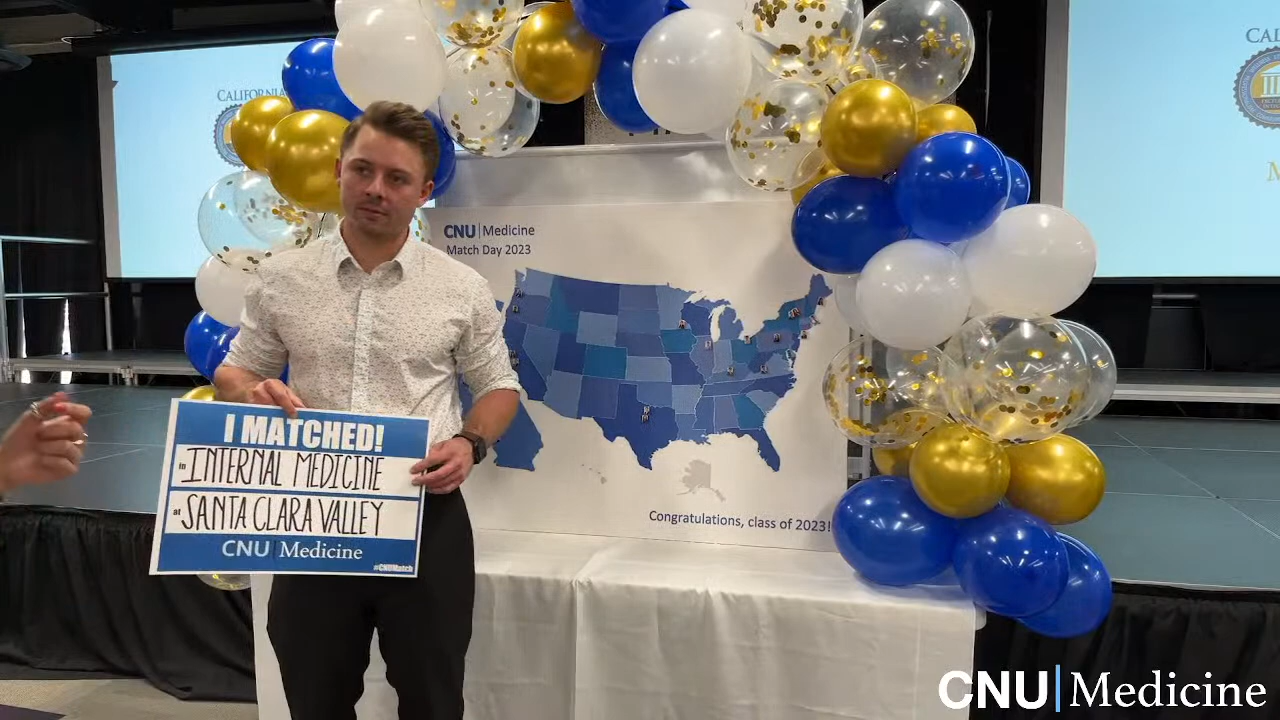 CALIFORNIA
CAL
CNU | Medicine
Match Day 2023
I MATCHED!
in INTERNAL MEDICINE
at SANTA CLARA VALLEY
CNU | Medicine
#CNUMatch
Congratulations, class of 2023!
CNU | Medicine